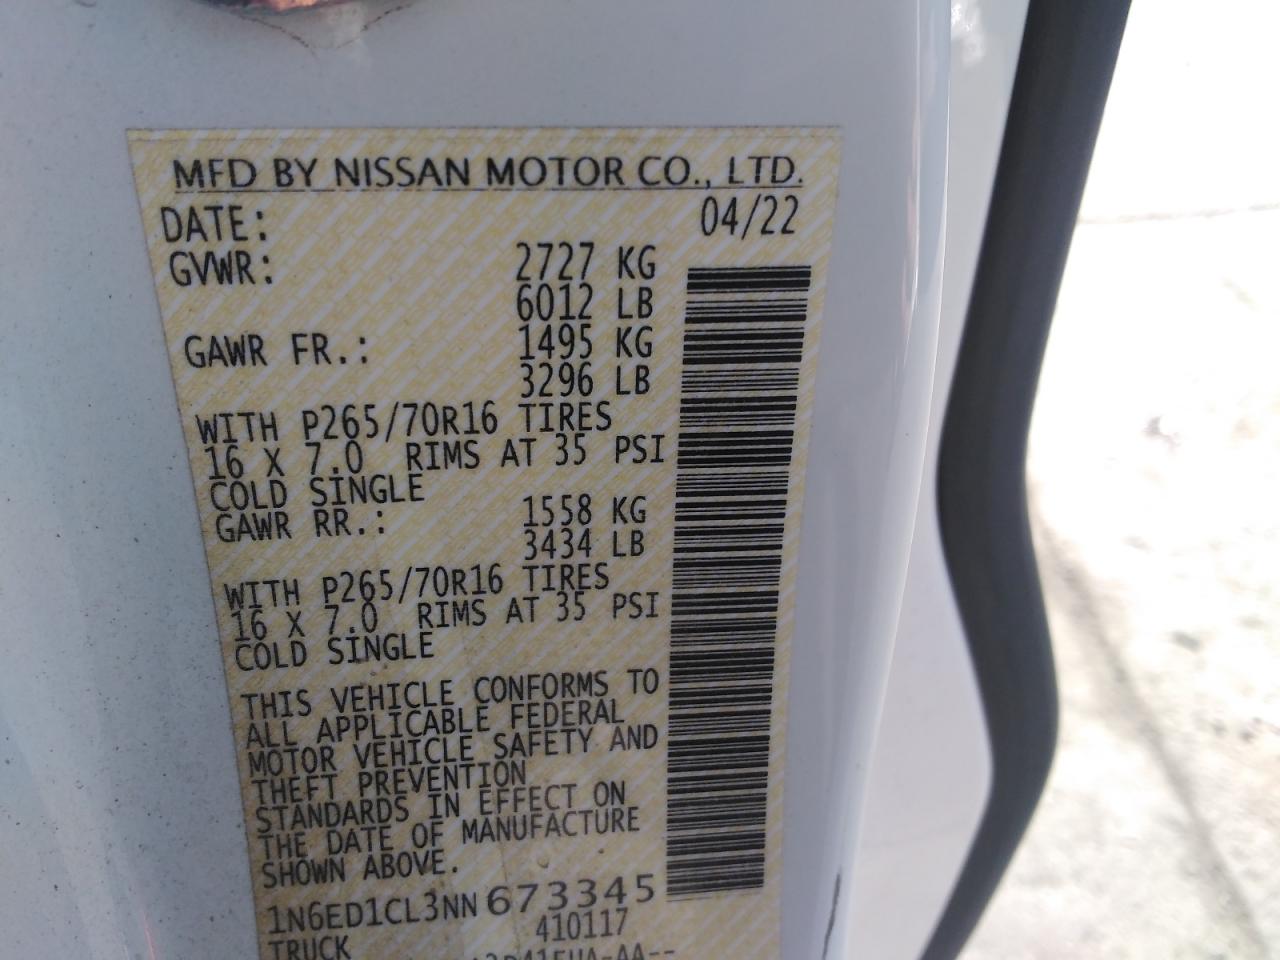 MFD BY NISSAN MOTOR CO., LTD.
DATE: 04/22
GVWR: 2727 KG
6012 LB
GAWR FR.: 1495 KG
3296 LB
WITH P265/70R16 TIRES
16 X 7.0 RIMS AT 35 PSI
COLD SINGLE
GAWR RR.: 1558 KG
3434 LB
WITH P265/70R16 TIRES
16 X 7.0 RIMS AT 35 PSI
COLD SINGLE
THIS VEHICLE CONFORMS TO
ALL APPLICABLE FEDERAL
MOTOR VEHICLE SAFETY AND
THEFT PREVENTION
STANDARDS IN EFFECT ON
THE DATE OF MANUFACTURE
SHOWN ABOVE.
1N6ED1CL3NN673345
410117
TRUCK